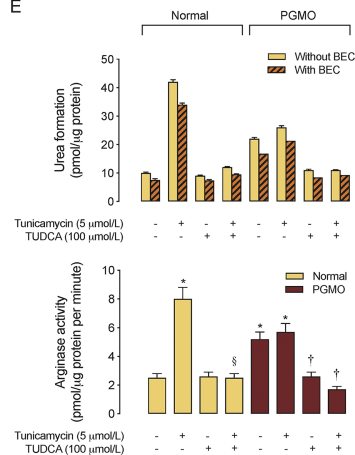 E
Normal PGMO
Without BEC
With BEC
Urea formation
(pmol/μg protein)
50
40
30
20
10
0
Tunicamycin (5 μmol/L) - + - + - + - +
TUDCA (100 μmol/L) - - + + - - + +
Normal
PGMO
Arginase activity
(pmol/μg protein per minute)
10
8
6
4
2
0
* § * * † †
Tunicamycin (5 μmol/L) - + - + - + - +
TUDCA (100 μmol/L) - - + + - - + +